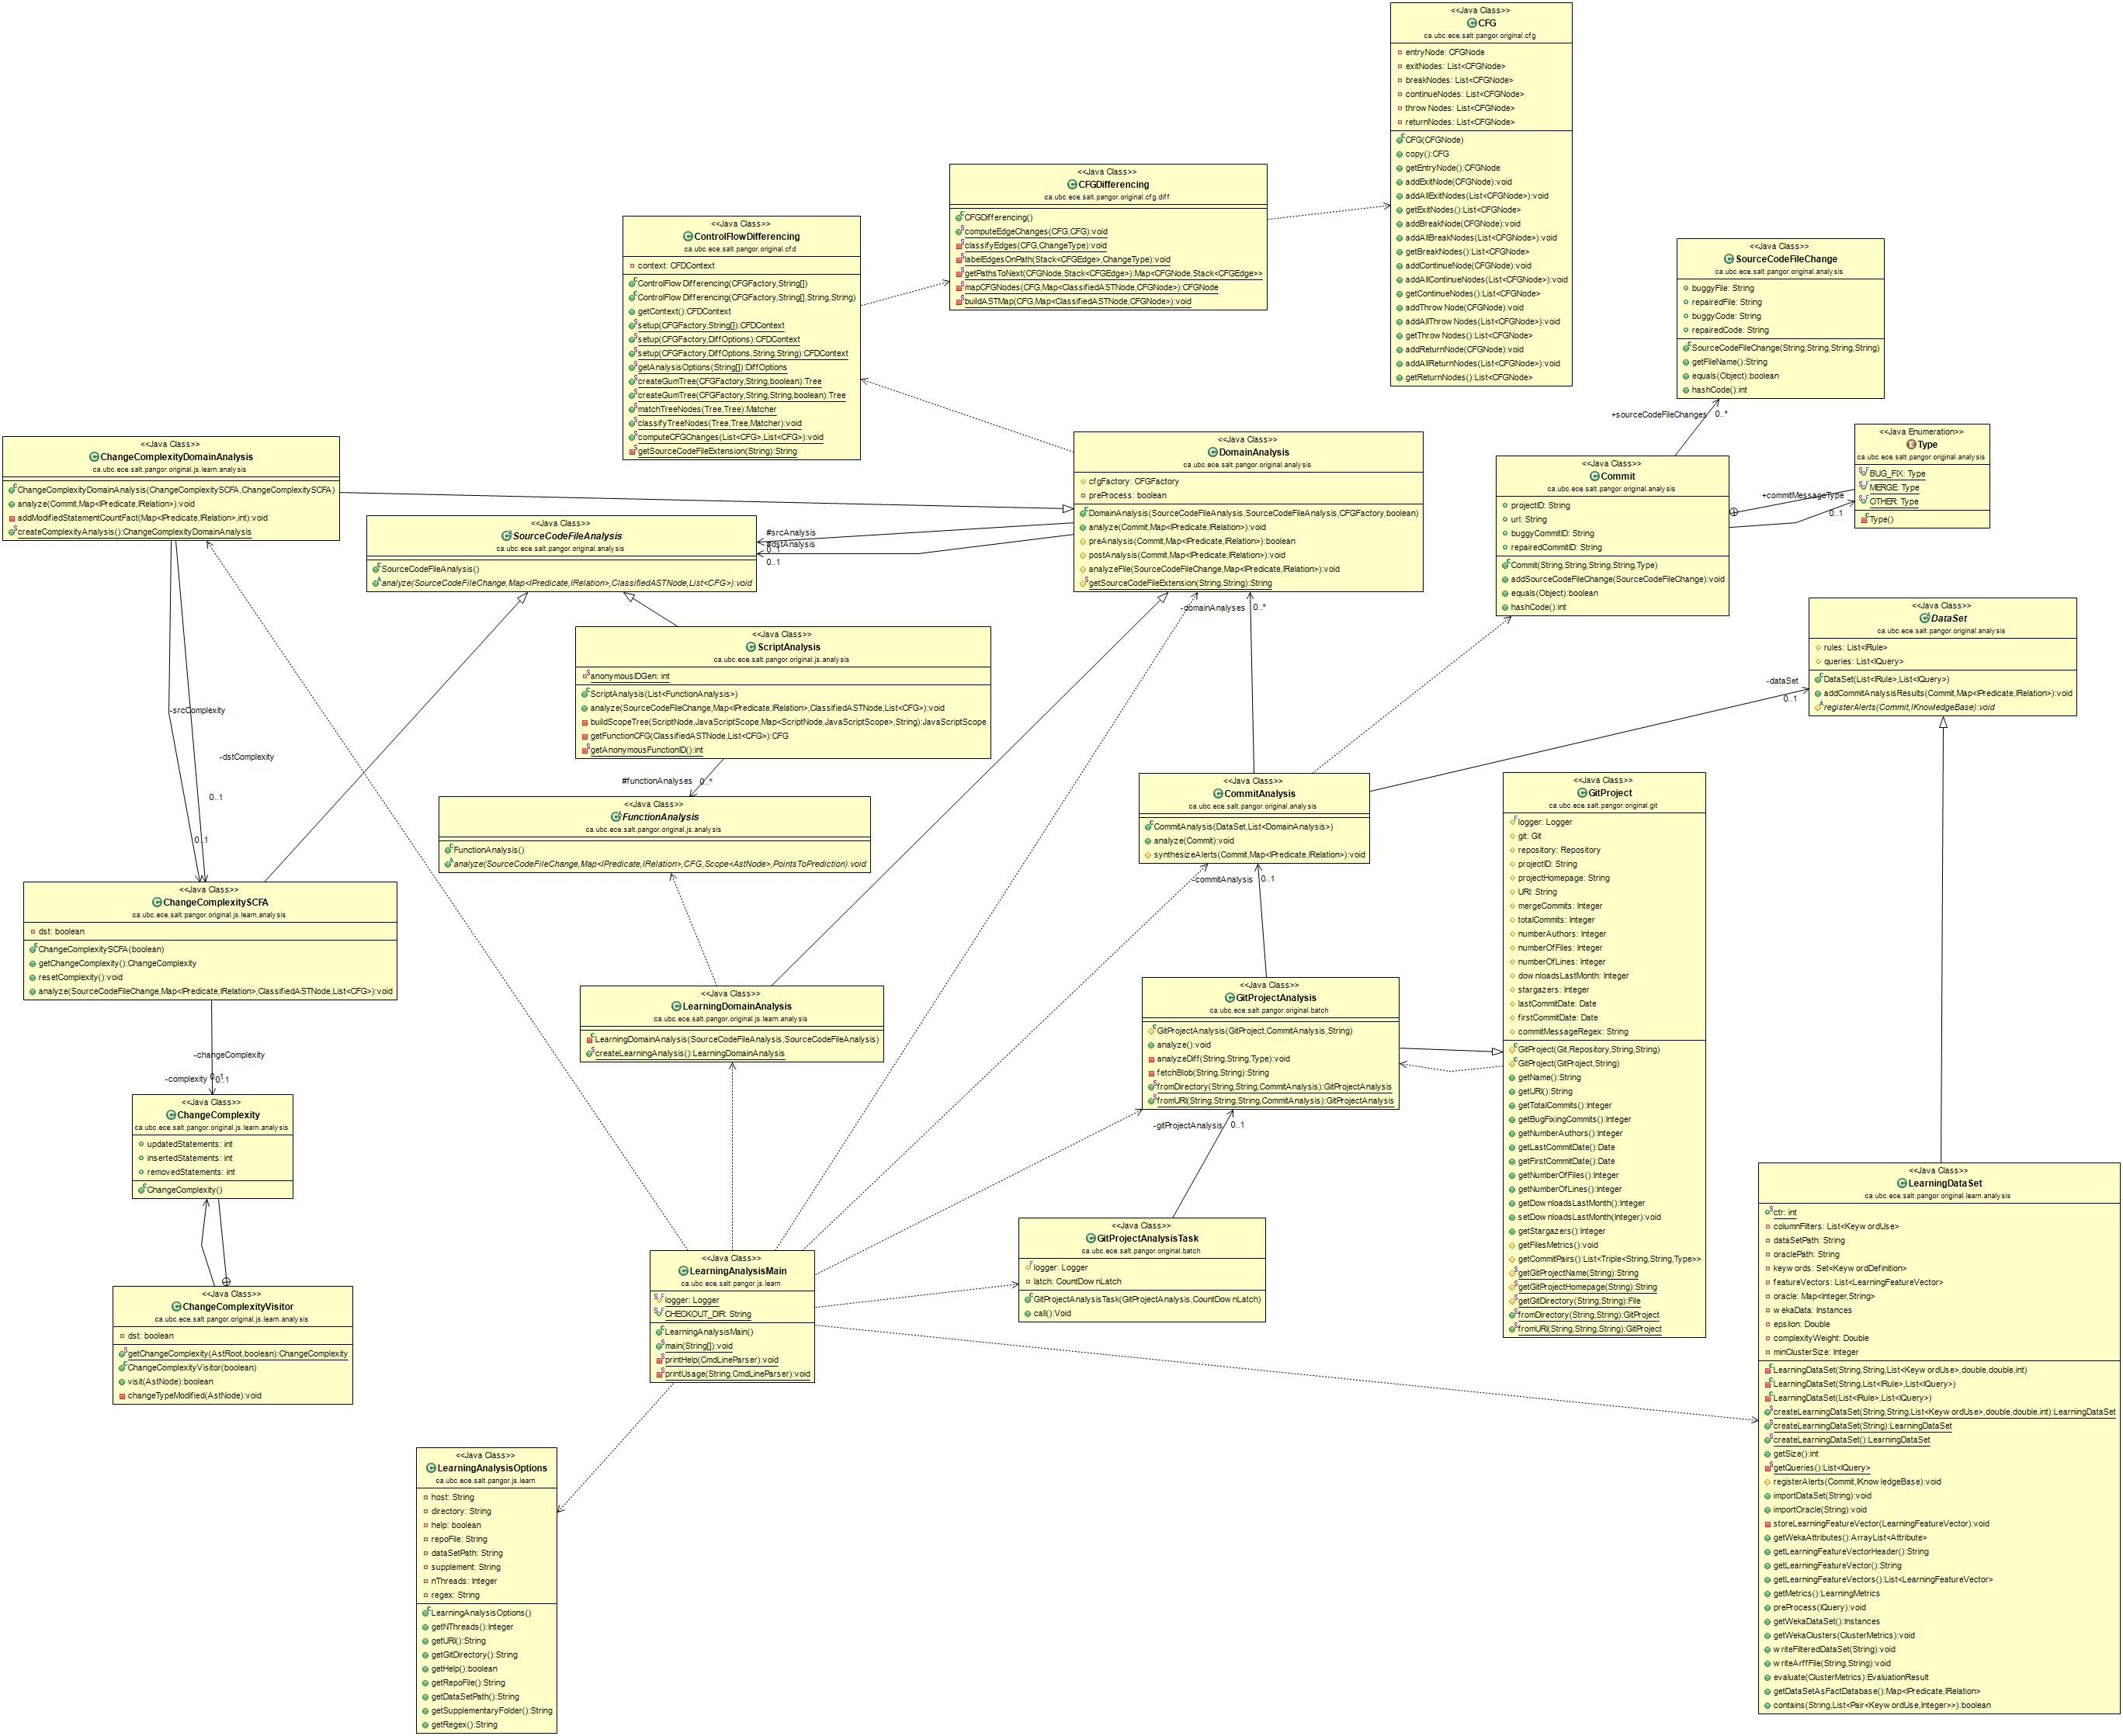 <<Java Class>>
CFG
ca.ubc.ece.salt.pangor.original.cfg
entryNode: CFGNode
exitNodes: List<CFGNode>
breakNodes: List<CFGNode>
continueNodes: List<CFGNode>
throwNodes: List<CFGNode>
returnNodes: List<CFGNode>
CFG(CFGNode)
copy():CFG
getEntryNode():CFGNode
addExitNode(CFGNode):void
addAllExitNodes(List<CFGNode>):void
getExitNodes():List<CFGNode>
addBreakNode(CFGNode):void
addAllBreakNodes(List<CFGNode>):void
getBreakNodes():List<CFGNode>
addContinueNode(CFGNode):void
addAllContinueNodes(List<CFGNode>):void
getContinueNodes():List<CFGNode>
addThrowNode(CFGNode):void
addAllThrowNodes(List<CFGNode>):void
getThrowNodes():List<CFGNode>
addReturnNode(CFGNode):void
addAllReturnNodes(List<CFGNode>):void
getReturnNodes():List<CFGNode>
<<Java Class>>
CFGDifferencing
ca.ubc.ece.salt.pangor.original.cfg.diff
CFGDifferencing()
computeEdgeChanges(CFG,CFG):void
classifyEdges(CFG,ChangeType):void
labelEdgesOnPath(Stack<CFGEdge>,ChangeType):void
getPathsToNext(CFGNode,Stack<CFGEdge>):Map<CFGNode,Stack<CFGEdge>>
mapCFGNodes(CFG,Map<ClassifiedASTNode,CFGNode>):CFGNode
buildASTMap(CFG,Map<ClassifiedASTNode,CFGNode>):void
<<Java Class>>
ControlFlowDifferencing
ca.ubc.ece.salt.pangor.original.cfd
context: CFDContext
ControlFlowDifferencing(CFGFactory,String[])
ControlFlowDifferencing(CFGFactory,String[],String,String)
getContext():CFDContext
setup(CFGFactory,String[]):CFDContext
setup(CFGFactory,DiffOptions):CFDContext
setup(CFGFactory,DiffOptions,String,String):CFDContext
getAnalysisOptions(String[]):DiffOptions
createGumTree(CFGFactory,String,boolean):Tree
createGumTree(CFGFactory,String,String,boolean):Tree
matchTreeNodes(Tree,Tree):Matcher
classifyTreeNodes(Tree,Tree,Matcher):void
computeCFGChanges(List<CFG>,List<CFG>):void
getSourceCodeFileExtension(String):String
<<Java Class>>
SourceCodeFileChange
ca.ubc.ece.salt.pangor.original.analysis
buggyFile: String
repairedFile: String
buggyCode: String
repairedCode: String
SourceCodeFileChange(String,String,String,String)
getFileName():String
equals(Object):boolean
hashCode():int
+sourceCodeFileChanges 0..*
<<Java Enumeration>>
Type
ca.ubc.ece.salt.pangor.original.analysis
BUG_FIX: Type
MERGE: Type
OTHER: Type
Type()
+commitMessageType
0..1
<<Java Class>>
Commit
ca.ubc.ece.salt.pangor.original.analysis
projectID: String
url: String
buggyCommitID: String
repairedCommitID: String
Commit(String,String,String,String,Type)
addSourceCodeFileChange(SourceCodeFileChange):void
equals(Object):boolean
hashCode():int
<<Java Class>>
DomainAnalysis
ca.ubc.ece.salt.pangor.original.analysis
cfgFactory: CFGFactory
preProcess: boolean
DomainAnalysis(SourceCodeFileAnalysis,SourceCodeFileAnalysis,CFGFactory,boolean)
analyze(Commit,Map<IPredicate,IRelation>):void
preAnalysis(Commit,Map<IPredicate,IRelation>):boolean
postAnalysis(Commit,Map<IPredicate,IRelation>):void
analyzeFile(SourceCodeFileChange,Map<IPredicate,IRelation>):void
getSourceCodeFileExtension(String,String):String
<<Java Class>>
ChangeComplexityDomainAnalysis
ca.ubc.ece.salt.pangor.original.js.learn.analysis
ChangeComplexityDomainAnalysis(ChangeComplexitySCFA,ChangeComplexitySCFA)
analyze(Commit,Map<IPredicate,IRelation>):void
addModifiedStatementCountFact(Map<IPredicate,IRelation>,int):void
createComplexityAnalysis():ChangeComplexityDomainAnalysis
<<Java Class>>
SourceCodeFileAnalysis
ca.ubc.ece.salt.pangor.original.analysis
SourceCodeFileAnalysis()
analyze(SourceCodeFileChange,Map<IPredicate,IRelation>,ClassifiedASTNode,List<CFG>):void
#srcAnalysis
#dstAnalysis
0..1
0..1
-domainAnalyses 0..*
<<Java Class>>
DataSet
ca.ubc.ece.salt.pangor.original.analysis
rules: List<IRule>
queries: List<IQuery>
DataSet(List<IRule>,List<IQuery>)
addCommitAnalysisResults(Commit,Map<IPredicate,IRelation>):void
registerAlerts(Commit,IKnowledgeBase):void
-dataSet
0..1
<<Java Class>>
ScriptAnalysis
ca.ubc.ece.salt.pangor.original.js.analysis
anonymousIDGen: int
ScriptAnalysis(List<FunctionAnalysis>)
analyze(SourceCodeFileChange,Map<IPredicate,IRelation>,ClassifiedASTNode,List<CFG>):void
buildScopeTree(ScriptNode,JavaScriptScope,Map<ScriptNode,JavaScriptScope>,String):JavaScriptScope
getFunctionCFG(ClassifiedASTNode,List<CFG>):CFG
getAnonymousFunctionID():int
#functionAnalyses 0..*
-srcComplexity
-dstComplexity
0..1
0..1
<<Java Class>>
FunctionAnalysis
ca.ubc.ece.salt.pangor.original.js.analysis
FunctionAnalysis()
analyze(SourceCodeFileChange,Map<IPredicate,IRelation>,CFG,Scope<AstNode>,PointsToPrediction):void
<<Java Class>>
CommitAnalysis
ca.ubc.ece.salt.pangor.original.analysis
CommitAnalysis(DataSet,List<DomainAnalysis>)
analyze(Commit):void
synthesizeAlerts(Commit,Map<IPredicate,IRelation>):void
-commitAnalysis 0..1
<<Java Class>>
GitProject
ca.ubc.ece.salt.pangor.original.git
logger: Logger
git: Git
repository: Repository
projectID: String
projectHomepage: String
URI: String
mergeCommits: Integer
totalCommits: Integer
numberAuthors: Integer
numberOfFiles: Integer
numberOfLines: Integer
downloadsLastMonth: Integer
stargazers: Integer
lastCommitDate: Date
firstCommitDate: Date
commitMessageRegex: String
GitProject(Git,Repository,String,String)
GitProject(GitProject,String)
getName():String
getURI():String
getTotalCommits():Integer
getBugFixingCommits():Integer
getNumberAuthors():Integer
getLastCommitDate():Date
getFirstCommitDate():Date
getNumberOfFiles():Integer
getNumberOfLines():Integer
getDownloadsLastMonth():Integer
setDownloadsLastMonth(Integer):void
getStargazers():Integer
getFilesMetrics():void
getCommitPairs():List<Triple<String,String,Type>>
getGitProjectName(String):String
getGitProjectHomepage(String):String
getGitDirectory(String,String):File
fromDirectory(String,String):GitProject
fromURI(String,String,String):GitProject
<<Java Class>>
ChangeComplexitySCFA
ca.ubc.ece.salt.pangor.original.js.learn.analysis
dst: boolean
ChangeComplexitySCFA(boolean)
getChangeComplexity():ChangeComplexity
resetComplexity():void
analyze(SourceCodeFileChange,Map<IPredicate,IRelation>,ClassifiedASTNode,List<CFG>):void
-changeComplexity
-complexity 0..1
0..1
<<Java Class>>
LearningDomainAnalysis
ca.ubc.ece.salt.pangor.original.js.learn.analysis
LearningDomainAnalysis(SourceCodeFileAnalysis,SourceCodeFileAnalysis)
createLearningAnalysis():LearningDomainAnalysis
<<Java Class>>
GitProjectAnalysis
ca.ubc.ece.salt.pangor.original.batch
GitProjectAnalysis(GitProject,CommitAnalysis,String)
analyze():void
analyzeDiff(String,String,Type):void
fetchBlob(String,String):String
fromDirectory(String,String,CommitAnalysis):GitProjectAnalysis
fromURI(String,String,String,CommitAnalysis):GitProjectAnalysis
-gitProjectAnalysis 0..1
<<Java Class>>
ChangeComplexity
ca.ubc.ece.salt.pangor.original.js.learn.analysis
updatedStatements: int
insertedStatements: int
removedStatements: int
ChangeComplexity()
<<Java Class>>
ChangeComplexityVisitor
ca.ubc.ece.salt.pangor.original.js.learn.analysis
dst: boolean
getChangeComplexity(AstRoot,boolean):ChangeComplexity
ChangeComplexityVisitor(boolean)
visit(AstNode):boolean
changeTypeModified(AstNode):void
<<Java Class>>
LearningAnalysisMain
ca.ubc.ece.salt.pangor.js.learn
logger: Logger
CHECKOUT_DIR: String
LearningAnalysisMain()
main(String[]):void
printHelp(CmdLineParser):void
printUsage(String,CmdLineParser):void
<<Java Class>>
GitProjectAnalysisTask
ca.ubc.ece.salt.pangor.original.batch
logger: Logger
latch: CountDownLatch
GitProjectAnalysisTask(GitProjectAnalysis,CountDownLatch)
call():Void
<<Java Class>>
LearningDataSet
ca.ubc.ece.salt.pangor.original.learn.analysis
ctr: int
columnFilters: List<KeywordUse>
dataSetPath: String
oraclePath: String
keywords: Set<KeywordDefinition>
featureVectors: List<LearningFeatureVector>
oracle: Map<Integer,String>
wekaData: Instances
epsilon: Double
complexityWeight: Double
minClusterSize: Integer
LearningDataSet(String,String,List<KeywordUse>,double,double,int)
LearningDataSet(String,List<IRule>,List<IQuery>)
LearningDataSet(List<IRule>,List<IQuery>)
createLearningDataSet(String,String,List<KeywordUse>,double,double,int):LearningDataSet
createLearningDataSet(String):LearningDataSet
createLearningDataSet():LearningDataSet
getSize():int
getQueries():List<IQuery>
registerAlerts(Commit,IKnowledgeBase):void
importDataSet(String):void
importOracle(String):void
storeLearningFeatureVector(LearningFeatureVector):void
getWekaAttributes():ArrayList<Attribute>
getLearningFeatureVectorHeader():String
getLearningFeatureVector():String
getLearningFeatureVectors():List<LearningFeatureVector>
getMetrics():LearningMetrics
preProcess(IQuery):void
getWekaDataSet():Instances
getWekaClusters(ClusterMetrics):void
writeFilteredDataSet(String):void
writeArffFile(String,String):void
evaluate(ClusterMetrics):EvaluationResult
getDataSetAsFactDatabase():Map<IPredicate,IRelation>
contains(String,List<Pair<KeywordUse,Integer>>):boolean
<<Java Class>>
LearningAnalysisOptions
ca.ubc.ece.salt.pangor.js.learn
host: String
directory: String
help: boolean
repoFile: String
dataSetPath: String
supplement: String
nThreads: Integer
regex: String
LearningAnalysisOptions()
getNThreads():Integer
getURI():String
getGitDirectory():String
getHelp():boolean
getRepoFile():String
getDataSetPath():String
getSupplementaryFolder():String
getRegex():String